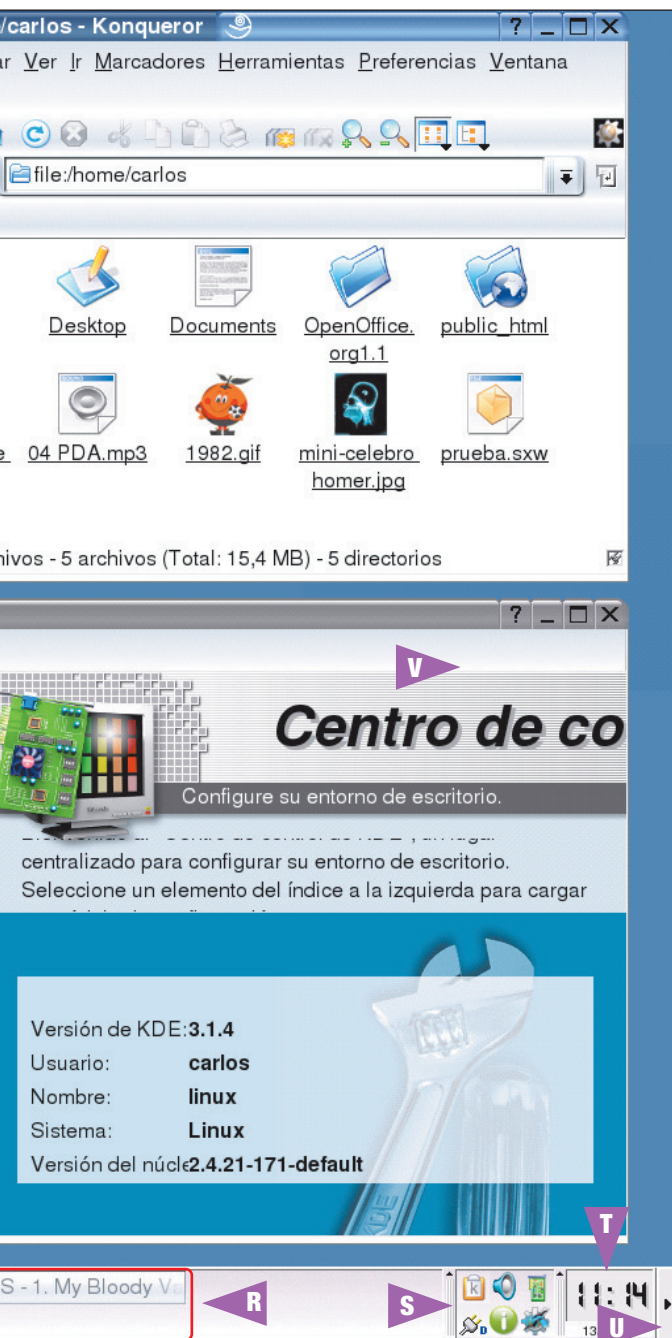 /carlos - Konqueror
ar Ver Ir Marcadores Herramientas Preferencias Ventana
file:/home/carlos
Desktop
Documents
OpenOffice.
org1.1
public_html
e
04 PDA.mp3
1982.gif
mini-celebro
homer.jpg
prueba.sxw
hivos - 5 archivos (Total: 15,4 MB) - 5 directorios
V
Centro de co
Configure su entorno de escritorio.
centralizado para configurar su entorno de escritorio.
Seleccione un elemento del índice a la izquierda para cargar
Versión de KDE: 3.1.4
Usuario: carlos
Nombre: linux
Sistema: Linux
Versión del núcle 2.4.21-171-default
T
S - 1. My Bloody Va
R
S
11:14
13
U